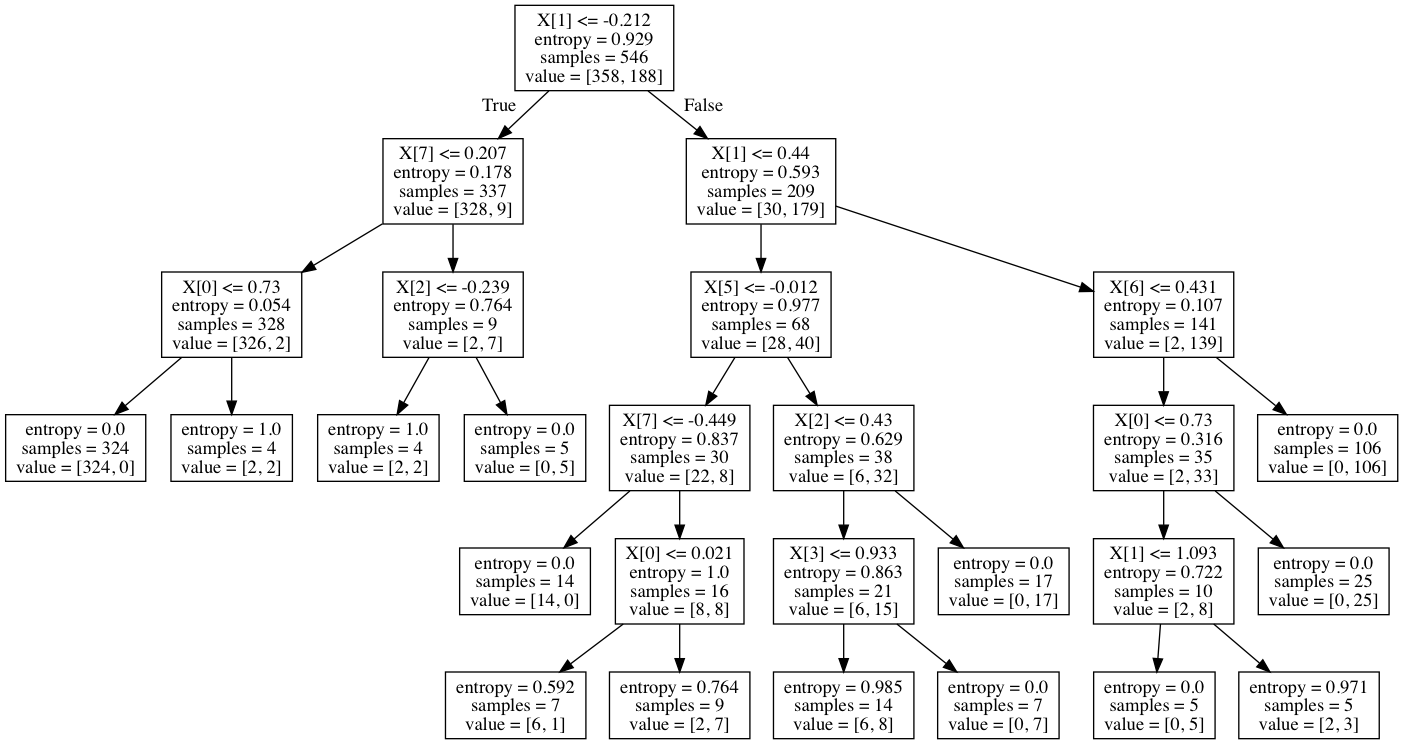 X[1] <= -0.212
entropy = 0.929
samples = 546
value = [358, 188]
True
False
X[7] <= 0.207
entropy = 0.178
samples = 337
value = [328, 9]
X[1] <= 0.44
entropy = 0.593
samples = 209
value = [30, 179]
X[0] <= 0.73
entropy = 0.054
samples = 328
value = [326, 2]
X[2] <= -0.239
entropy = 0.764
samples = 9
value = [2, 7]
X[5] <= -0.012
entropy = 0.977
samples = 68
value = [28, 40]
X[6] <= 0.431
entropy = 0.107
samples = 141
value = [2, 139]
entropy = 0.0
samples = 324
value = [324, 0]
entropy = 1.0
samples = 4
value = [2, 2]
entropy = 1.0
samples = 4
value = [2, 2]
entropy = 0.0
samples = 5
value = [0, 5]
X[7] <= -0.449
entropy = 0.837
samples = 30
value = [22, 8]
X[2] <= 0.43
entropy = 0.629
samples = 38
value = [6, 32]
X[0] <= 0.73
entropy = 0.316
samples = 35
value = [2, 33]
entropy = 0.0
samples = 106
value = [0, 106]
entropy = 0.0
samples = 14
value = [14, 0]
X[0] <= 0.021
entropy = 1.0
samples = 16
value = [8, 8]
X[3] <= 0.933
entropy = 0.863
samples = 21
value = [6, 15]
entropy = 0.0
samples = 17
value = [0, 17]
X[1] <= 1.093
entropy = 0.722
samples = 10
value = [2, 8]
entropy = 0.0
samples = 25
value = [0, 25]
entropy = 0.592
samples = 7
value = [6, 1]
entropy = 0.764
samples = 9
value = [2, 7]
entropy = 0.985
samples = 14
value = [6, 8]
entropy = 0.0
samples = 7
value = [0, 7]
entropy = 0.0
samples = 5
value = [0, 5]
entropy = 0.971
samples = 5
value = [2, 3]